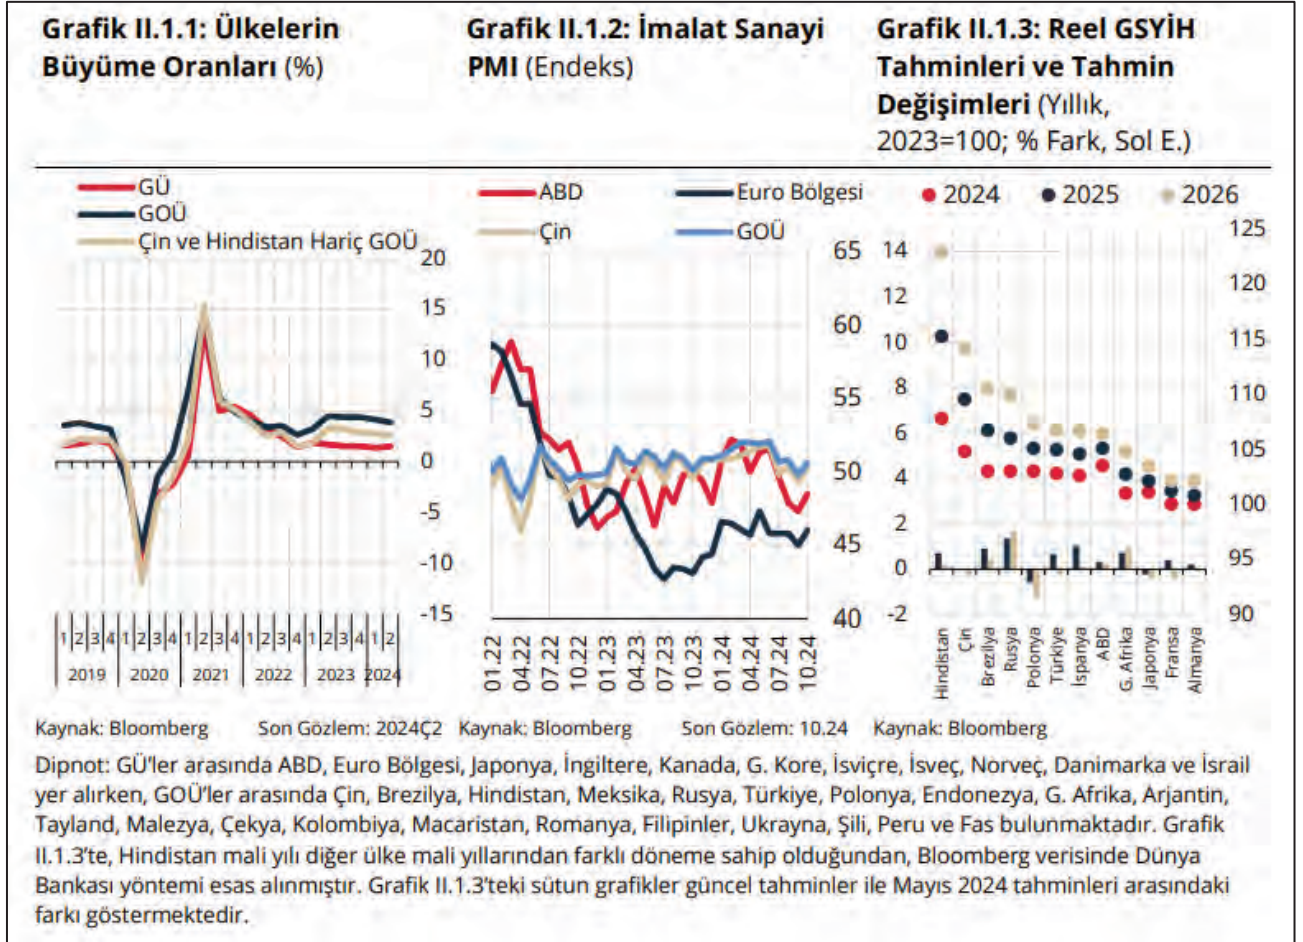 Grafik II.1.1: Ülkelerin
Büyüme Oranları (%)
GÜ
GOÜ
Çin ve Hindistan Hariç GOÜ
20
15
10
5
0
-5
-10
-15
1 2 3 4 1 2 3 4 1 2 3 4 1 2 3 4 1 2 3 4 1 2
2019 2020 2021 2022 2023 2024
Kaynak: Bloomberg Son Gözlem: 2024Ç2
Grafik II.1.2: İmalat Sanayi
PMI (Endeks)
ABD Euro Bölgesi
Çin GOÜ
65
60
55
50
45
40
01.22 04.22 07.22 10.22 01.23 04.23 07.23 10.23 01.24 04.24 07.24 10.24
Kaynak: Bloomberg Son Gözlem: 10.24
Grafik II.1.3: Reel GSYİH
Tahminleri ve Tahmin
Değişimleri (Yıllık,
2023=100; % Fark, Sol E.)
2024 2025 2026
14
12
10
8
6
4
2
0
-2
125
120
115
110
105
100
95
90
Hindistan Çin Brezilya Rusya Polonya Türkiye İspanya ABD G. Afrika Japonya Fransa Almanya
Kaynak: Bloomberg
Dipnot: GÜ'ler arasında ABD, Euro Bölgesi, Japonya, İngiltere, Kanada, G. Kore, İsviçre, İsveç, Norveç, Danimarka ve İsrail
yer alırken, GOÜ'ler arasında Çin, Brezilya, Hindistan, Meksika, Rusya, Türkiye, Polonya, Endonezya, G. Afrika, Arjantin,
Tayland, Malezya, Çekya, Kolombiya, Macaristan, Romanya, Filipinler, Ukrayna, Şili, Peru ve Fas bulunmaktadır. Grafik
II.1.3'te, Hindistan mali yılı diğer ülke mali yıllarından farklı döneme sahip olduğundan, Bloomberg verisinde Dünya
Bankası yöntemi esas alınmıştır. Grafik II.1.3'teki sütun grafikler güncel tahminler ile Mayıs 2024 tahminleri arasındaki
farkı göstermektedir.